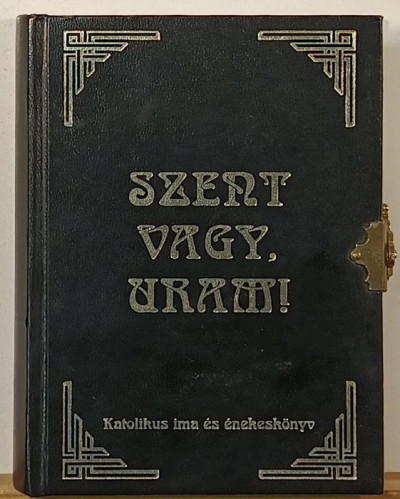 SZENT
VAGY,
URAM!
Katolikus ima és énekeskönyv